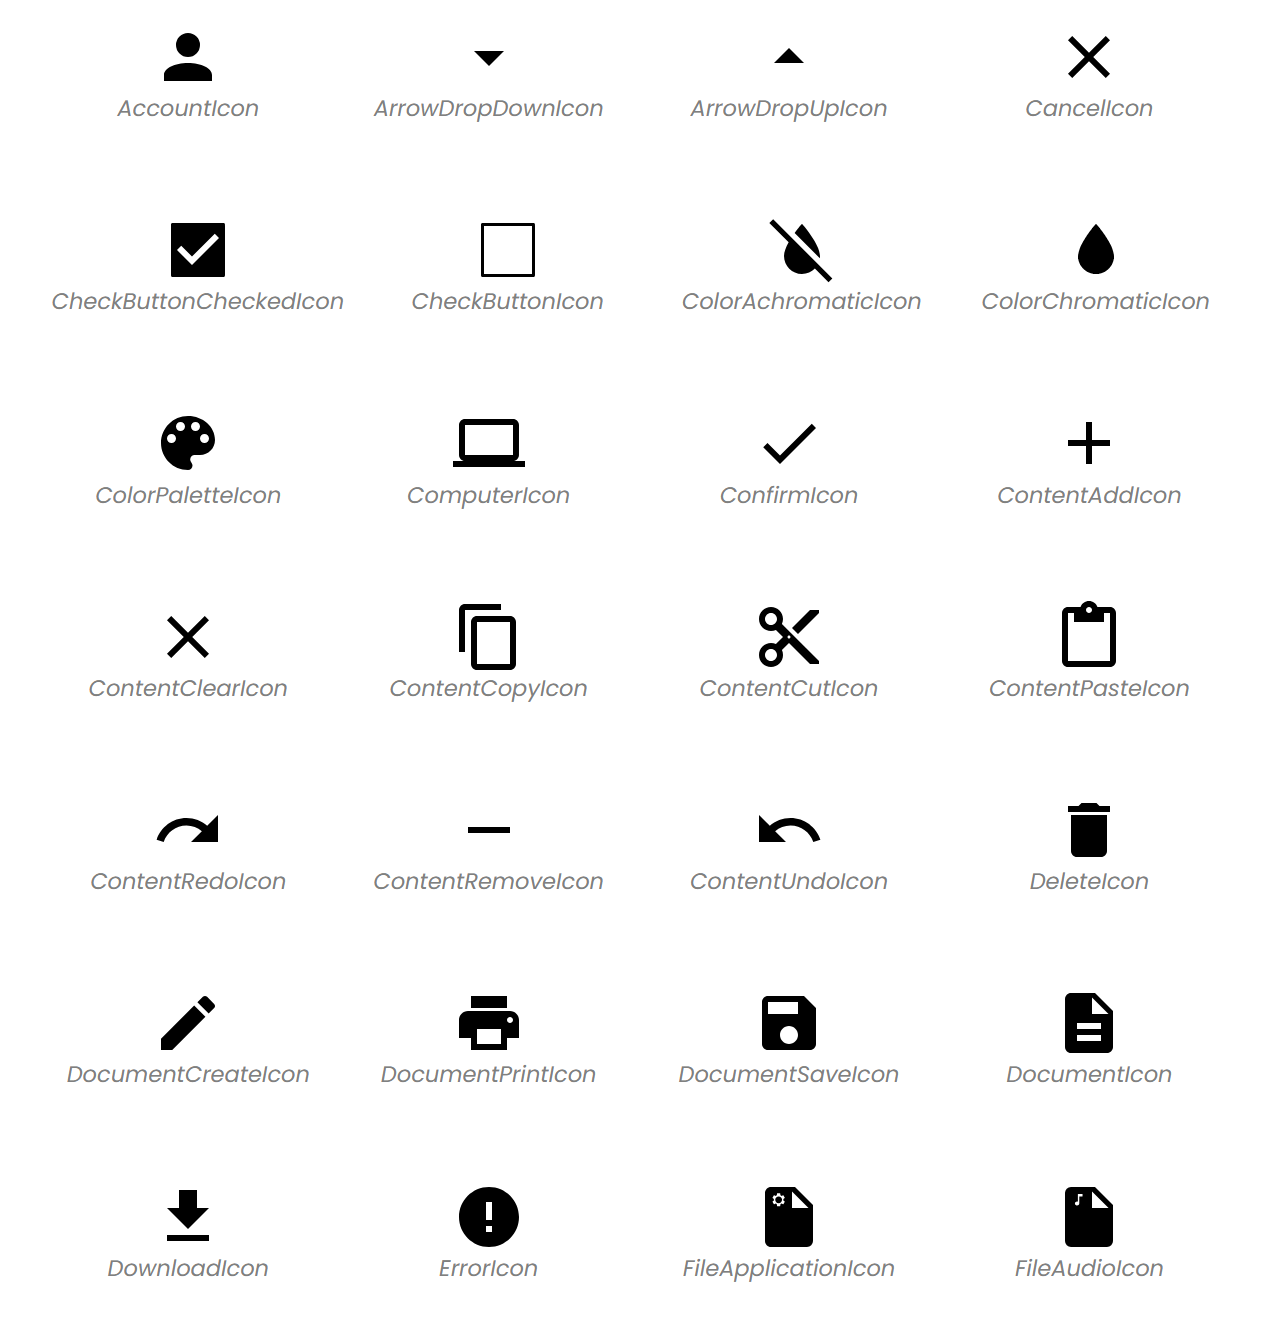 AccountIcon
ArrowDropDownIcon
ArrowDropUpIcon
CancelIcon
CheckButtonCheckedIcon
CheckButtonIcon
ColorAchromaticIcon
ColorChromaticIcon
ColorPaletteIcon
ComputerIcon
ConfirmIcon
ContentAddIcon
ContentClearIcon
ContentCopyIcon
ContentCutIcon
ContentPasteIcon
ContentRedoIcon
ContentRemoveIcon
ContentUndoIcon
DeleteIcon
DocumentCreateIcon
DocumentPrintIcon
DocumentSaveIcon
DocumentIcon
DownloadIcon
ErrorIcon
FileApplicationIcon
FileAudioIcon